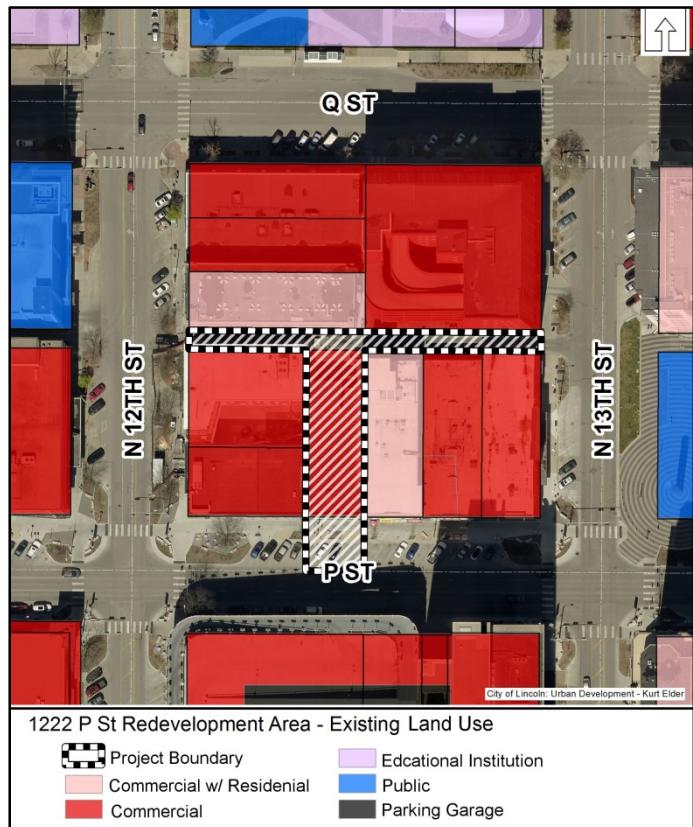 Q ST
N 12TH ST
N 13TH ST
P ST
City of Lincoln: Urban Development - Kurt Elder
1222 P St Redevelopment Area - Existing Land Use
Project Boundary
Commercial w/ Residenial
Commercial
Edcational Institution
Public
Parking Garage